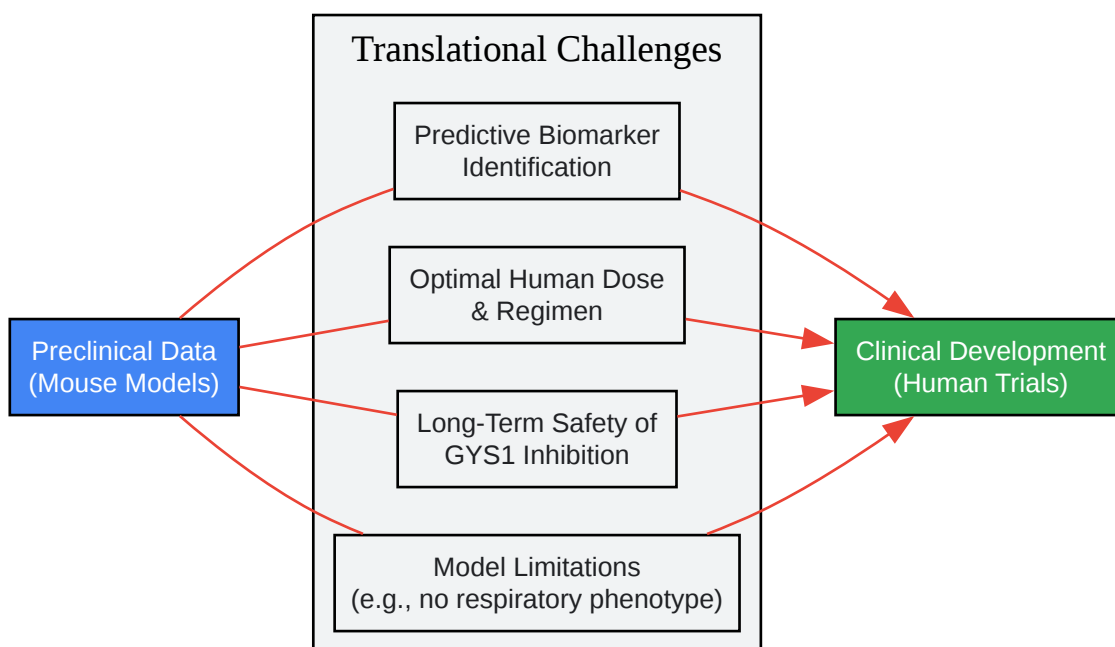 Translational Challenges
Predictive Biomarker
Identification
Optimal Human Dose
& Regimen
Preclinical Data
(Mouse Models)
Clinical Development
(Human Trials)
Long-Term Safety of
GYS1 Inhibition
Model Limitations
(e.g., no respiratory phenotype)